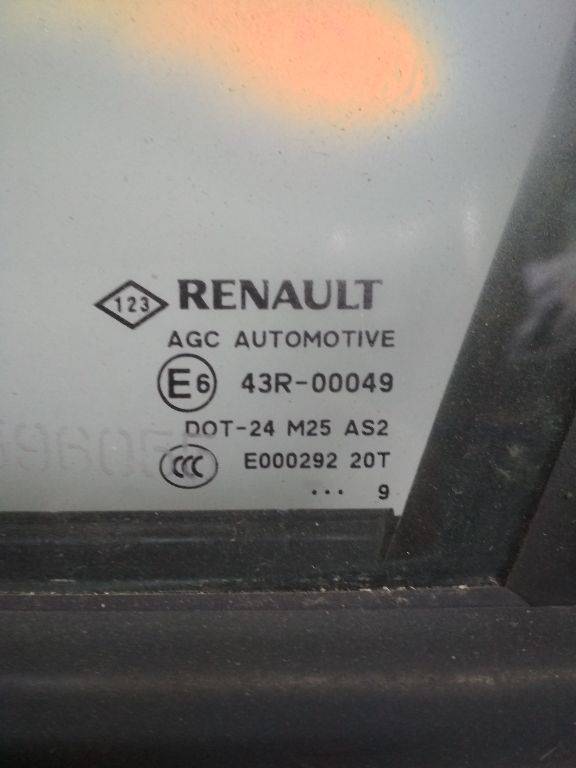 123 RENAULT
AGC AUTOMOTIVE
E6 43R-00049
DOT-24 M25 AS2
CCC E000292 20T
... 9